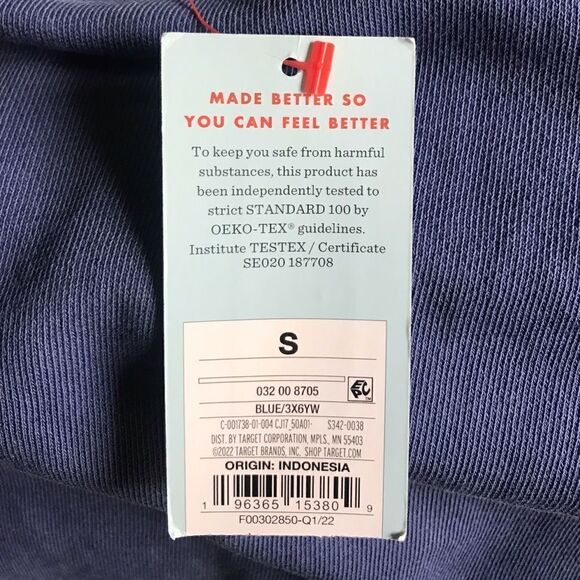 MADE BETTER SO
YOU CAN FEEL BETTER
To keep you safe from harmful
substances, this product has
been independently tested to
strict STANDARD 100 by
OEKO-TEX® guidelines.
Institute TESTEX / Certificate
SE020 187708
S
032 00 8705
BLUE/3X6YW
C-001738-01-004 CJ17_50A01- S342-0038
DIST. BY TARGET CORPORATION, MPLS, MN 55403
©2022 TARGET BRANDS, INC. SHOP TARGET.COM
ORIGIN: INDONESIA
1 96365 15380 9
F00302850-Q1/22